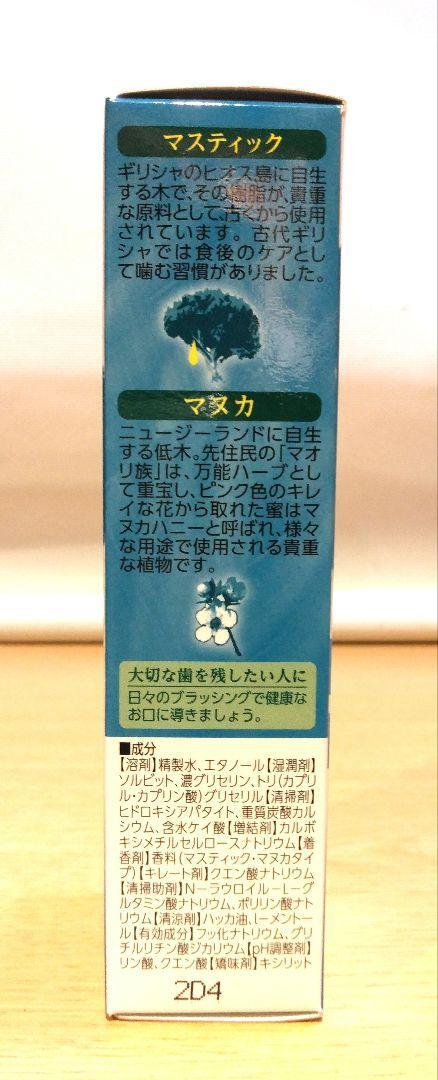 マスティック
ギリシャのヒオス島に自生
する木で、その樹脂が、貴重
な原料として、古くから使用
されています。古代ギリ
シャでは食後のケアとし
て噛む習慣がありました。
マヌカ
ニュージーランドに自生
する低木。先住民の「マオ
リ族」は、万能ハーブとし
て重宝し、ピンク色のキレ
イな花から取れた蜜はマ
ヌカハニーと呼ばれ、様々
な用途で使用される貴重
な植物です。
大切な歯を残したい人に
日々のブラッシングで健康な
お口に導きましょう。
■成分
【溶剤】精製水、エタノール【湿潤剤】
ソルビット、濃グリセリン、トリ(カプリ
ル・カプリン酸)グリセリル【清掃剤】
ヒドロキシアパタイト、重質炭酸カル
シウム、含水ケイ酸【増結剤】カルボ
キシメチルセルロースナトリウム【着
香剤】香料(マスティック・マヌカタイ
プ)【キレート剤】クエン酸ナトリウム
【清掃助剤】N－ラウロイル－L－グ
ルタミン酸ナトリウム、ポリリン酸ナト
リウム【清涼剤】ハッカ油、l－メントー
ル【有効成分】フッ化ナトリウム、グリ
チルリチン酸ジカリウム【pH調整剤】
リン酸、クエン酸【矯味剤】キシリット
2D4